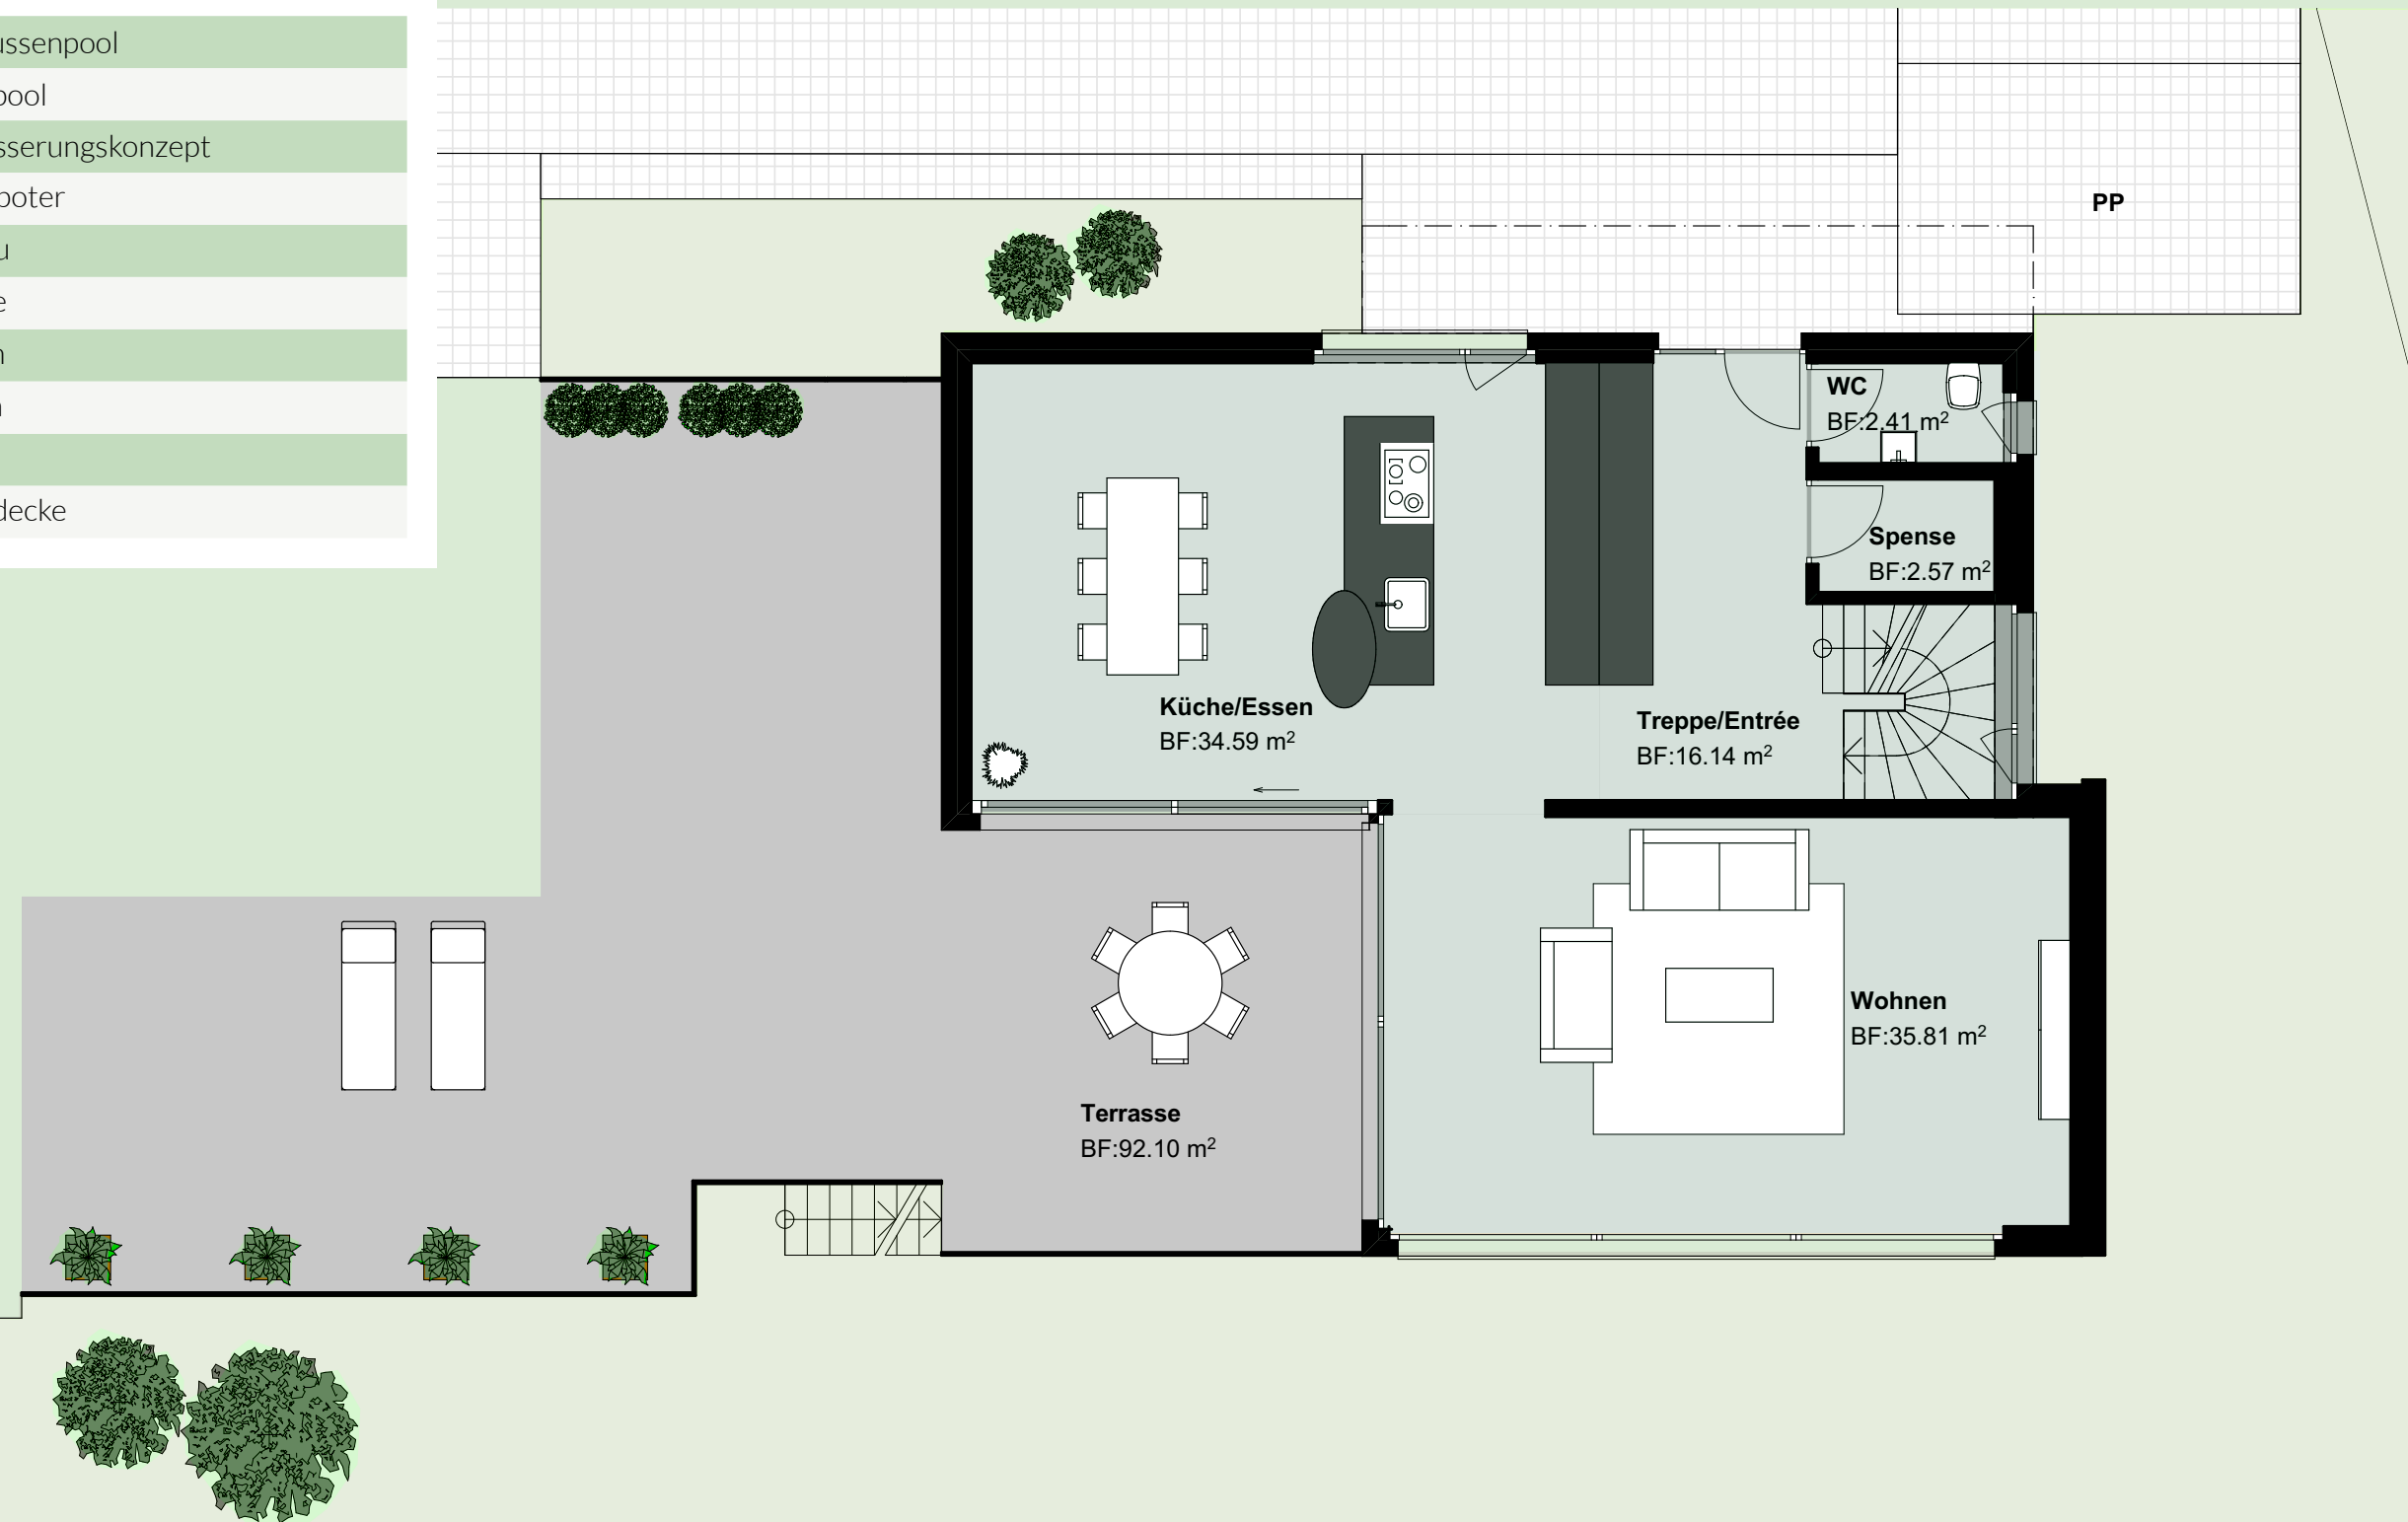 ussenpool
pool
sserungskonzept
boter
u
e
n
decke
PP
WC
BF:2.41 m²
Spense
BF:2.57 m²
Küche/Essen
BF:34.59 m²
Treppe/Entrée
BF:16.14 m²
Wohnen
BF:35.81 m²
Terrasse
BF:92.10 m²